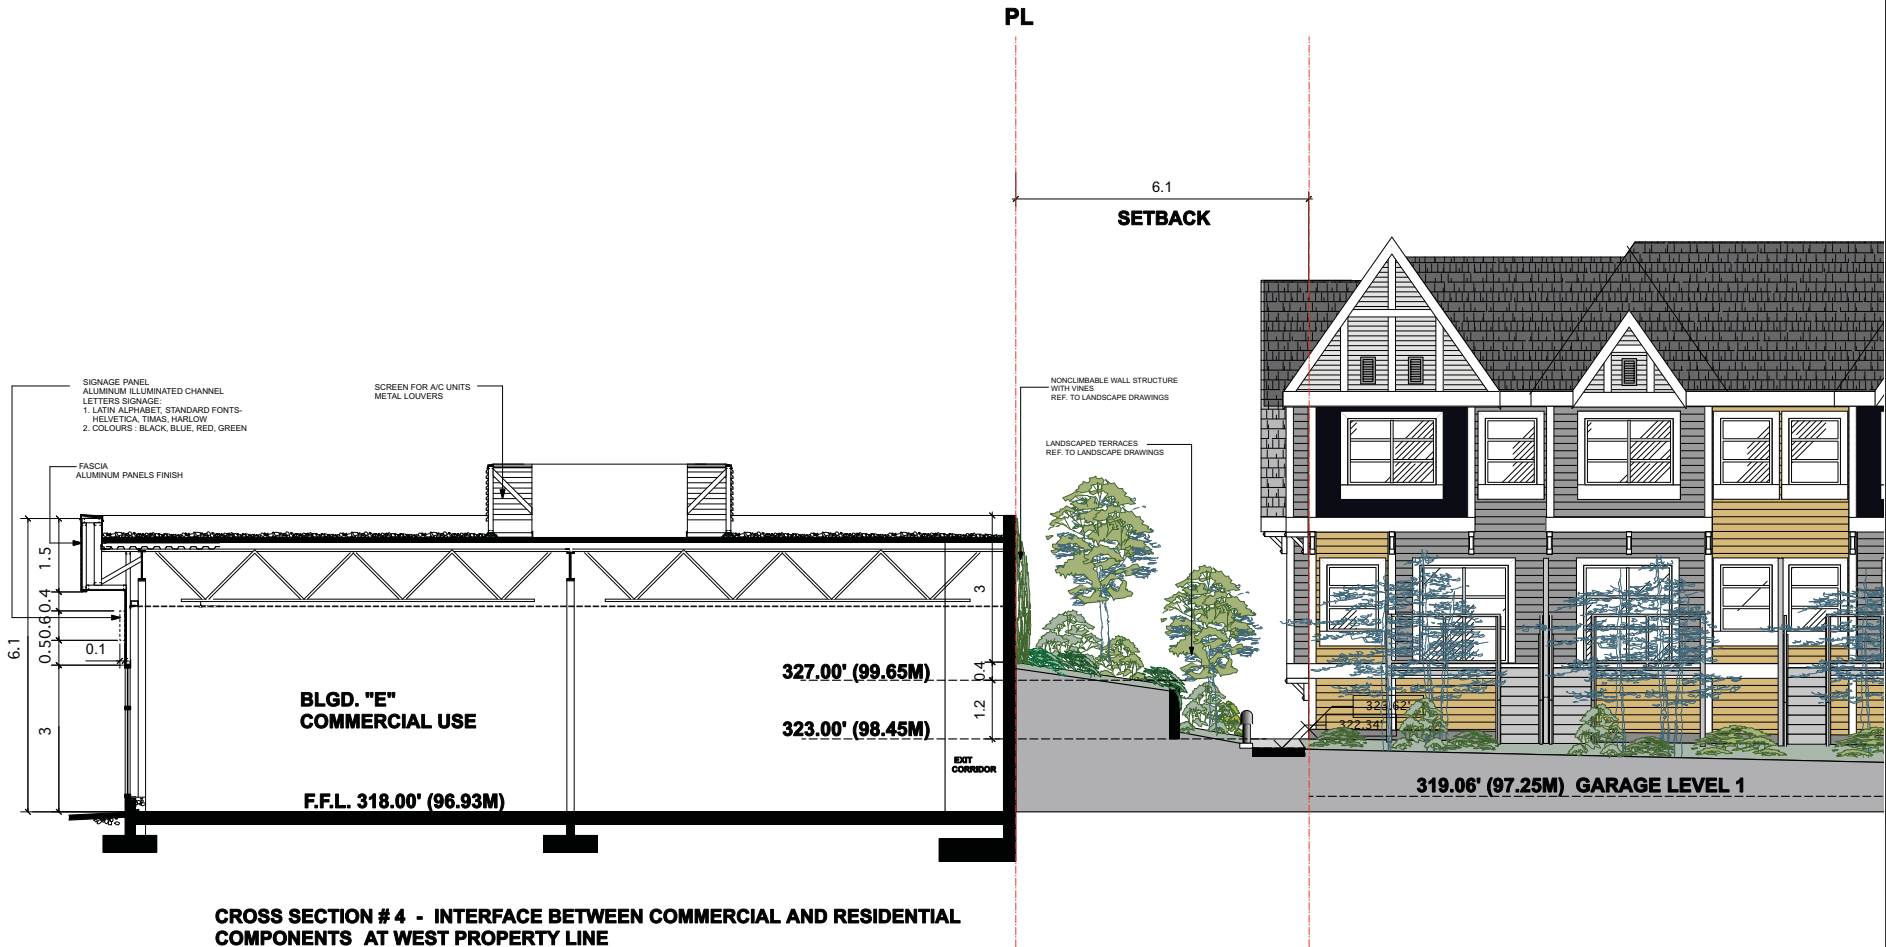 PL
6.1
SETBACK
SIGNAGE PANEL
ALUMINUM ILLUMINATED CHANNEL
LETTERS SIGNAGE:
1. LATIN ALPHABET, STANDARD FONTS-
HELVETICA, TIMAS, HARLOW
2. COLOURS : BLACK, BLUE, RED, GREEN
FASCIA
ALUMINUM PANELS FINISH
SCREEN FOR A/C UNITS
METAL LOUVERS
NONCLIMBABLE WALL STRUCTURE
WITH VINES
REF. TO LANDSCAPE DRAWINGS
LANDSCAPED TERRACES
REF. TO LANDSCAPE DRAWINGS
6.1
1.5
0.4
0.6
0.5
3
0.1
3
0.4
1.2
327.00' (99.65M)
323.00' (98.45M)
BLGD. "E"
COMMERCIAL USE
EXIT
CORRIDOR
F.F.L. 318.00' (96.93M)
323.62'
322.34'
319.06' (97.25M) GARAGE LEVEL 1
CROSS SECTION # 4 - INTERFACE BETWEEN COMMERCIAL AND RESIDENTIAL
COMPONENTS AT WEST PROPERTY LINE